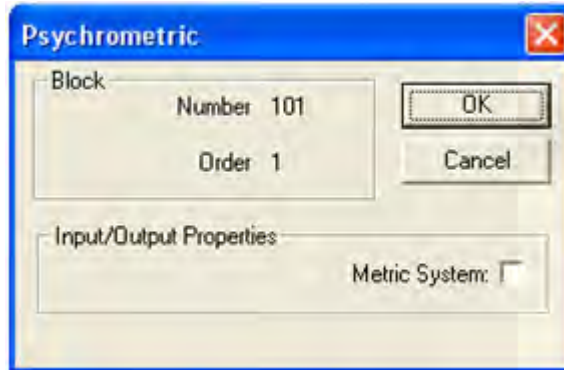 Psychrometric
Block
Number 101
OK
Order 1
Cancel
Input/Output Properties
Metric System: